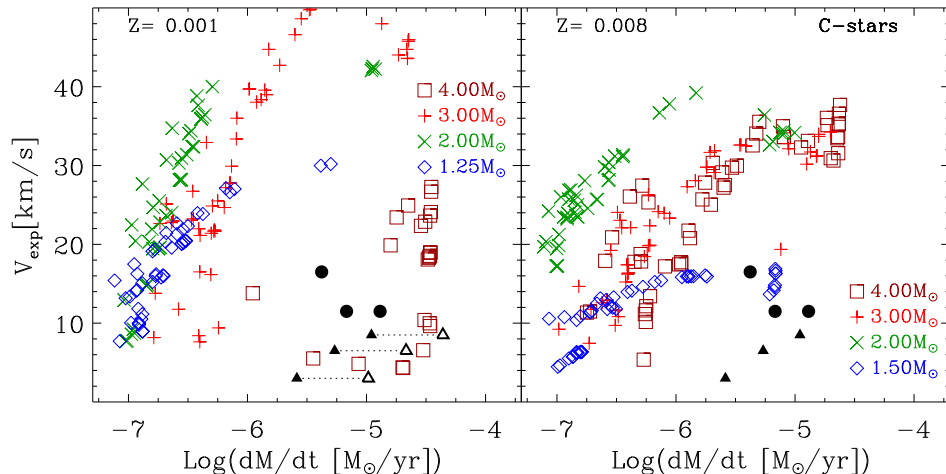 Z= 0.001
Z= 0.008
C-stars
40
30
20
10
V_exp[km/s]
4.00M⊙
3.00M⊙
2.00M⊙
1.25M⊙
4.00M⊙
3.00M⊙
2.00M⊙
1.50M⊙
-7 -6 -5 -4
-7 -6 -5 -4
Log(dM/dt [M⊙/yr)
Log(dM/dt [M⊙/yr])